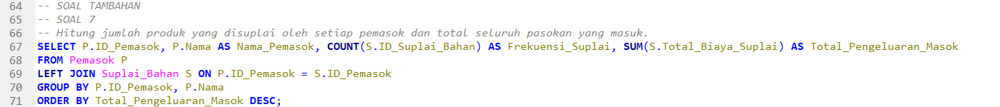 64 -- SOAL TAMBAHAN
65 -- SOAL 7
66 -- Hitung jumlah produk yang disuplai oleh setiap pemasok dan total seluruh pasokan yang masuk.
67 SELECT P.ID_Pemasok, P.Nama AS Nama_Pemasok, COUNT(S.ID_Suplai_Bahan) AS Frekuensi_Suplai, SUM(S.Total_Biaya_Suplai) AS Total_Pengeluaran_Masok
68 FROM Pemasok P
69 LEFT JOIN Suplai_Bahan S ON P.ID_Pemasok = S.ID_Pemasok
70 GROUP BY P.ID_Pemasok, P.Nama
71 ORDER BY Total_Pengeluaran_Masok DESC;